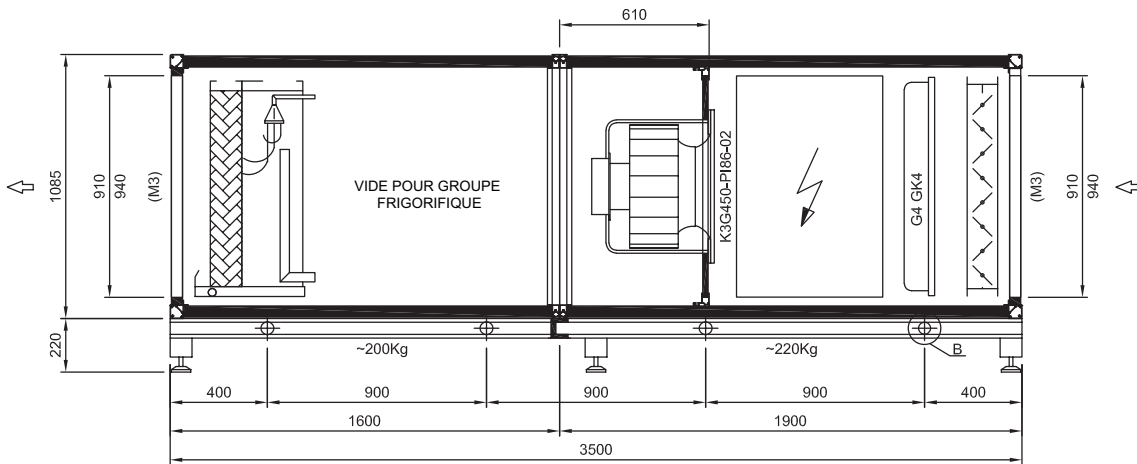 610
1085
910
940
(M3)
VIDE POUR GROUPE
FRIGORIFIQUE
K3G450-PI86-02
G4 GK4
(M3)
910
940
220
~200Kg
~220Kg
B
400
900
900
900
400
1600
1900
3500